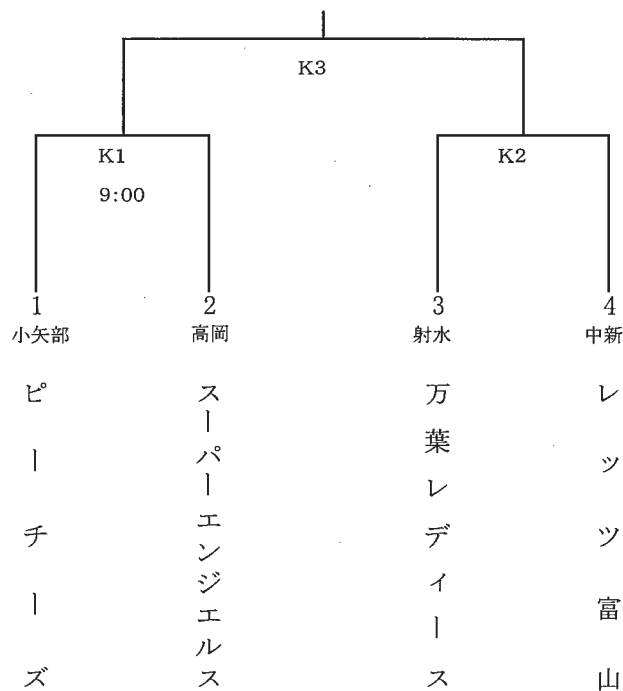 K3
K1
K2
9:00
1
2
3
4
小矢部
高岡
射水
中新
ピーチーズ
スーパーエンジェルス
万葉レディース
レッツ富山